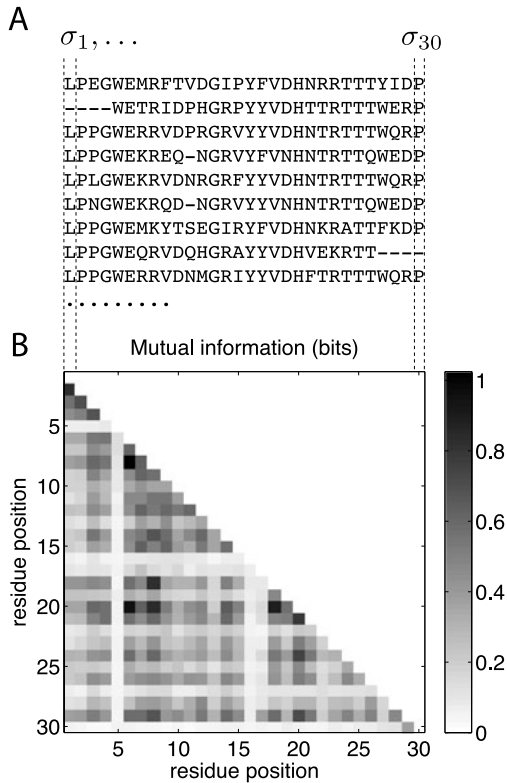 A
σ1, . . .    σ30
LPEGWEMRFTVDGIPYFVDHNRRTTTYIDP
----WETRIDPHGRPYYVDHTTRTTTWERP
LPPGWERRVDPRGRVYYVDHNTRTTTWQRP
LPPGWEKREQ-NGRVYFVNHNTRTTQWEDP
LPLGWEKRVDNRGRFYYVDHNTRTTTWQRP
LPNGWEKRQD-NGRVYYVNHNTRTTQWEDP
LPPGWEMKYTSEGIRYFVDHNKRATTFKDP
LPPGWEQRVDQHGRAYYVDHVEKRTT----
LPPGWERRVDNMGRIYYVDHFTRTTTWQRP
. . . . . . . . .
B
Mutual information (bits)
residue position
5
10
15
20
25
30
5 10 15 20 25 30
residue position
1
0.8
0.6
0.4
0.2
0